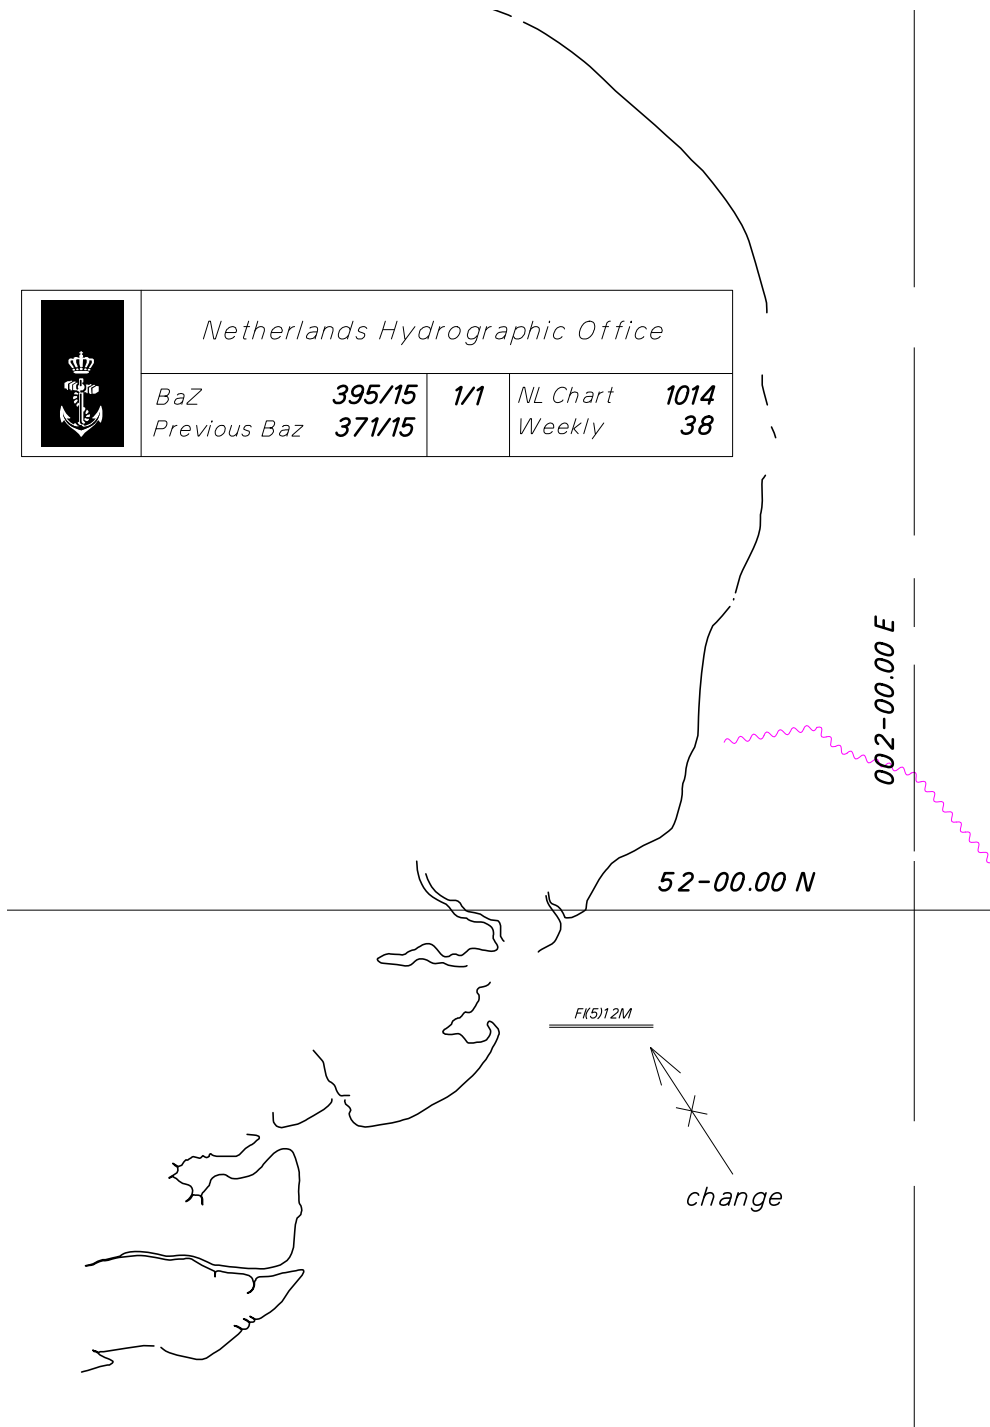 Netherlands Hydrographic Office
BaZ 395/15 1/1 NL Chart 1014
Previous Baz 371/15 Weekly 38
002-00.00 E
52-00.00 N
Fl(5)12M
change